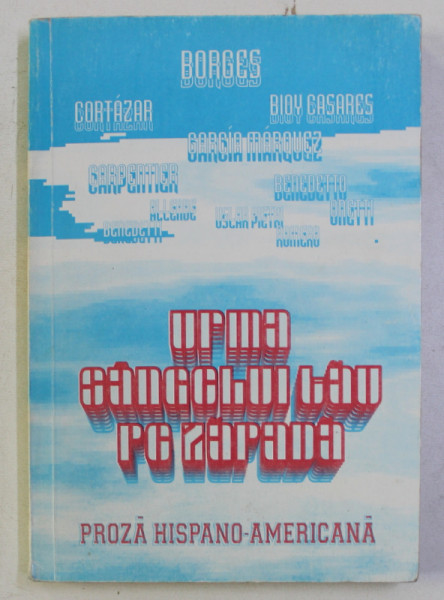 BORGES
CORTÁZAR BIOY CASARES
GARCÍA MÁRQUEZ
CARPENTIER BENEDETTO
ALLENDE USLAR PIETRI ONETTI
BENEDETTI ROMERO
URMA
SÂNGELUI TĂU
PE ZĂPADĂ
PROZĂ HISPANO-AMERICANĂ